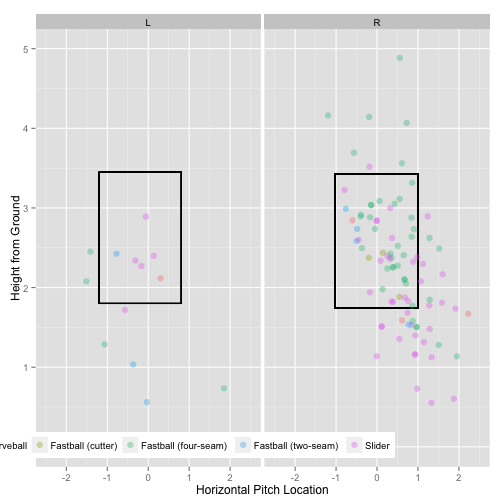 L R
5
4
3
2
1
Height from Ground
rveball Fastball (cutter) Fastball (four-seam) Fastball (two-seam) Slider
-2 -1 0 1 2 -2 -1 0 1 2
Horizontal Pitch Location